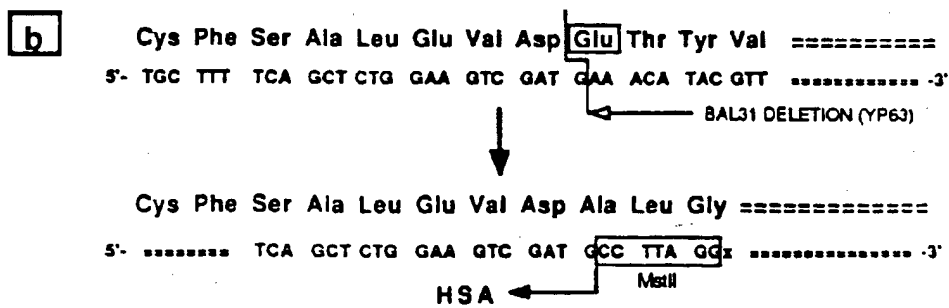 b
Cys Phe Ser Ala Leu Glu Val Asp Glu Thr Tyr Val ==========
5'- TGC TTT TCA GCT CTG GAA GTC GAT GAA ACA TAC GTT ------------ -3'
BAL31 DELETION (YP63)
Cys Phe Ser Ala Leu Glu Val Asp Ala Leu Gly =============
5'- -------- TCA GCT CTG GAA GTC GAT GCC TTA GGx --------------- -3'
MstII
HSA